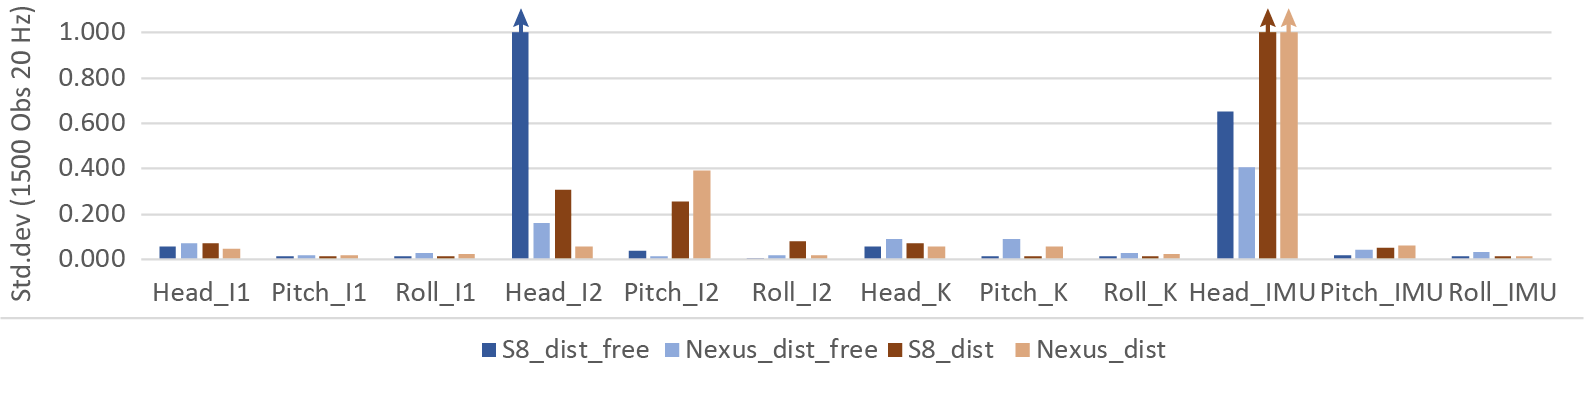 Std.dev (1500 Obs 20 Hz)
1.000
0.800
0.600
0.400
0.200
0.000
Head_I1 Pitch_I1 Roll_I1 Head_I2 Pitch_I2 Roll_I2 Head_K Pitch_K Roll_K Head_IMU Pitch_IMU Roll_IMU
S8_dist_free Nexus_dist_free S8_dist Nexus_dist